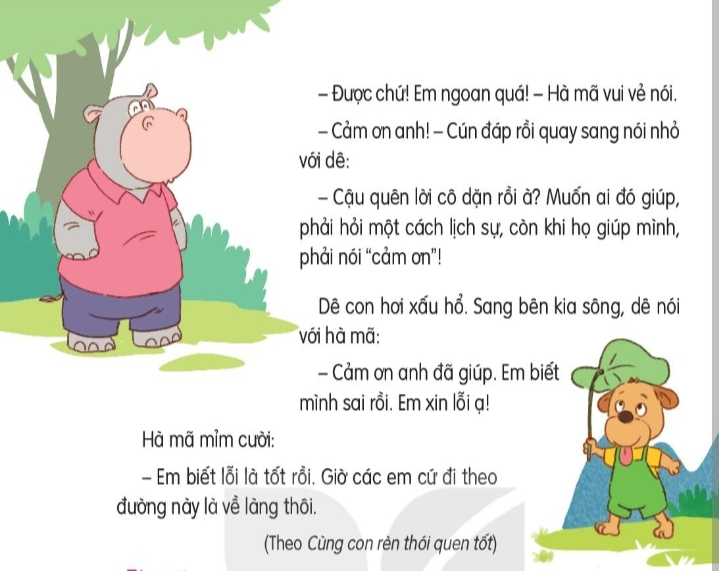 – Được chứ! Em ngoan quá! – Hà mã vui vẻ nói.
– Cảm ơn anh! – Cún đáp rồi quay sang nói nhỏ
với dê:
– Cậu quên lời cô dặn rồi à? Muốn ai đó giúp,
phải hỏi một cách lịch sự, còn khi họ giúp mình,
phải nói “cảm ơn”!
Dê con hơi xấu hổ. Sang bên kia sông, dê nói
với hà mã:
– Cảm ơn anh đã giúp. Em biết
mình sai rồi. Em xin lỗi ạ!
Hà mã mỉm cười:
– Em biết lỗi là tốt rồi. Giờ các em cứ đi theo
đường này là về làng thôi.
(Theo Cùng con rèn thói quen tốt)